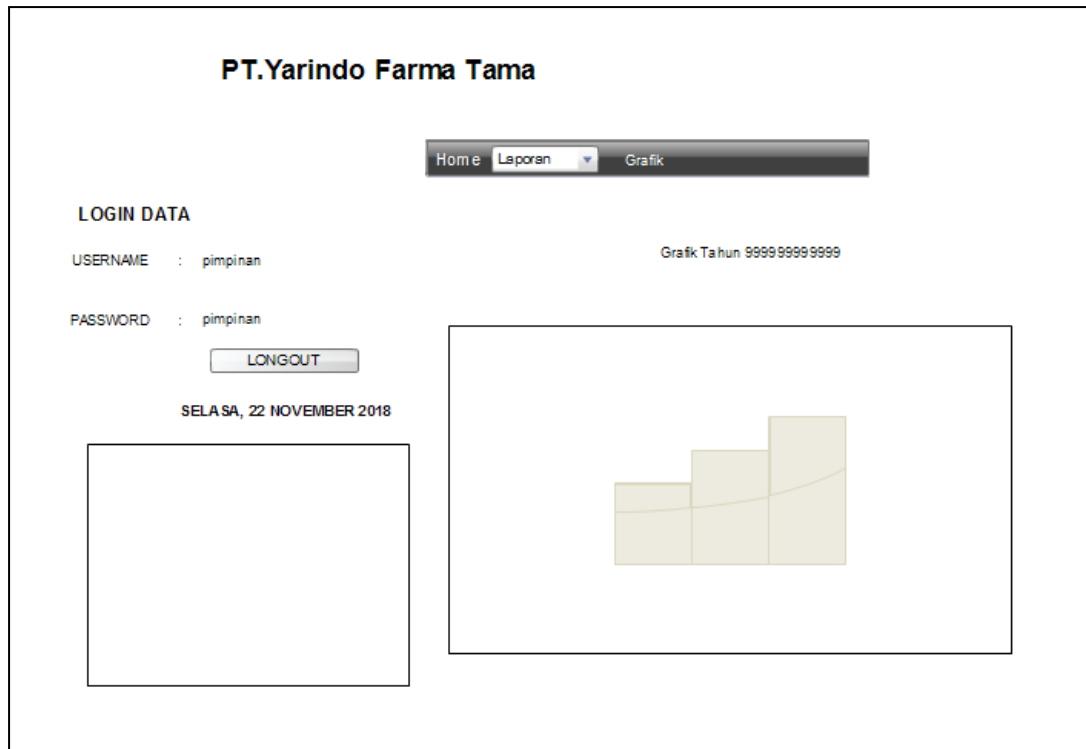 PT.Yarindo Farma Tama
Home Laporan Grafik
LOGIN DATA
USERNAME : pimpinan
Grafik Tahun 999999999999
PASSWORD : pimpinan
LONGOUT
SELASA, 22 NOVEMBER 2018